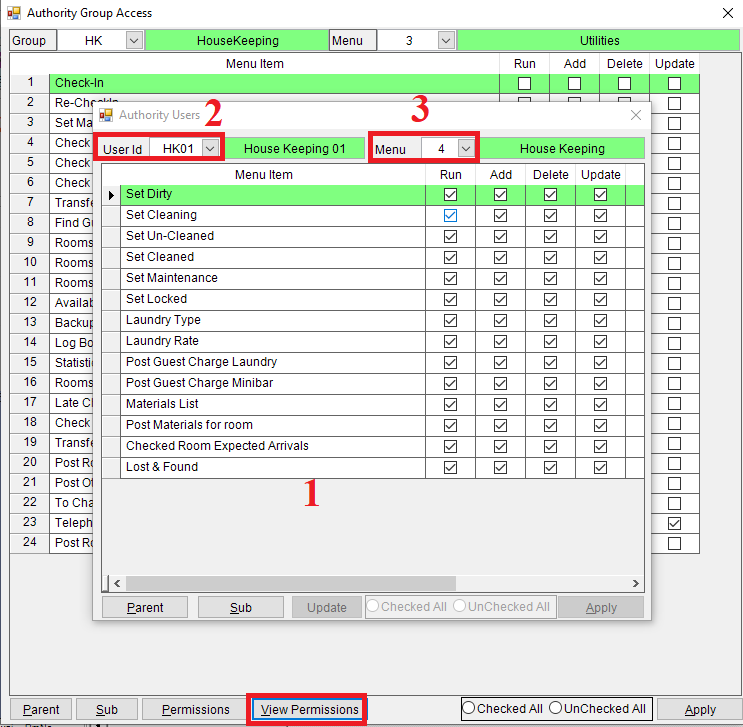 Authority Group Access
Group HK HouseKeeping Menu 3 Utilities
Menu Item Run Add Delete Update
1 Check-In
2 Re-CheckIn
3 Set Ma
4 Check
5 Check
6 Check
7 Transfe
8 Find Gu
9 Rooms
10 Rooms
11 Rooms
12 Availab
13 Backup
14 Log Bo
15 Statisti
16 Rooms
17 Late Ch
18 Check
19 Transfe
20 Post Ro
21 Post Of
22 To Cha
23 Teleph
24 Post Ro
Authority Users
2
3
User Id HK01 House Keeping 01 Menu 4 House Keeping
Menu Item Run Add Delete Update
Set Dirty
Set Cleaning
Set Un-Cleaned
Set Cleaned
Set Maintenance
Set Locked
Laundry Type
Laundry Rate
Post Guest Charge Laundry
Post Guest Charge Minibar
Materials List
Post Materials for room
Checked Room Expected Arrivals
Lost & Found
1
Parent Sub Update Checked All UnChecked All Apply
Parent Sub Permissions View Permissions Checked All UnChecked All Apply